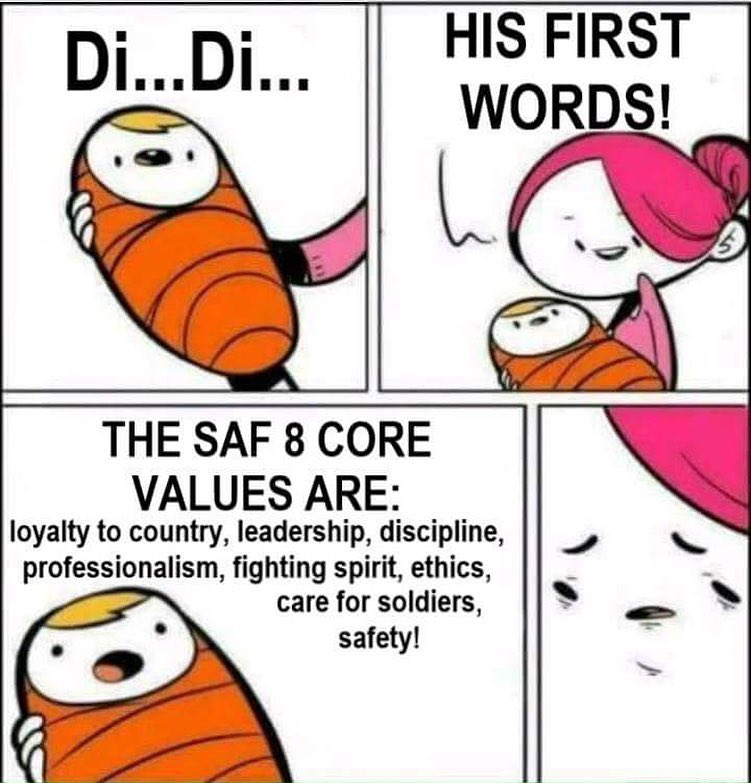 Di...Di...
HIS FIRST
WORDS!
THE SAF 8 CORE
VALUES ARE:
loyalty to country, leadership, discipline,
professionalism, fighting spirit, ethics,
care for soldiers,
safety!